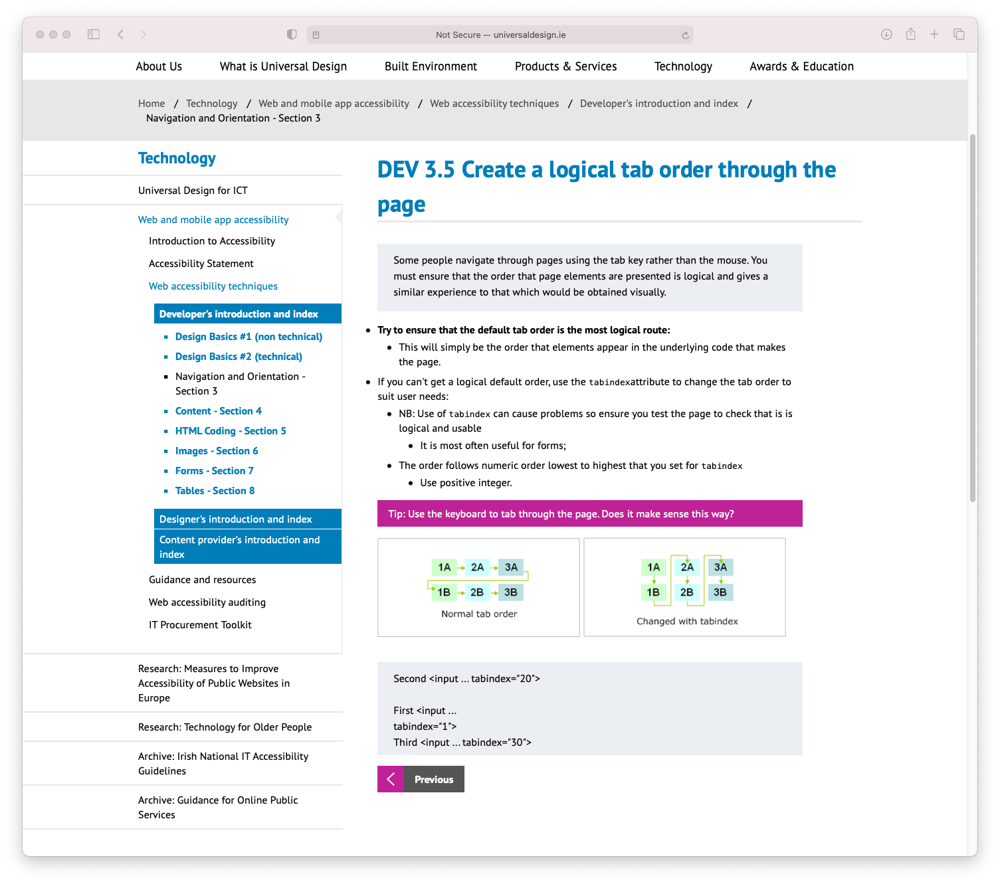 Not Secure — universaldesign.ie
About Us What is Universal Design Built Environment Products & Services Technology Awards & Education
Home / Technology / Web and mobile app accessibility / Web accessibility techniques / Developer's introduction and index /
Navigation and Orientation - Section 3
Technology
Universal Design for ICT
Web and mobile app accessibility
Introduction to Accessibility
Accessibility Statement
Web accessibility techniques
Developer's introduction and index
Design Basics #1 (non technical)
Design Basics #2 (technical)
Navigation and Orientation -
Section 3
Content - Section 4
HTML Coding - Section 5
Images - Section 6
Forms - Section 7
Tables - Section 8
Designer's introduction and index
Content provider's introduction and
index
Guidance and resources
Web accessibility auditing
IT Procurement Toolkit
Research: Measures to Improve
Accessibility of Public Websites in
Europe
Research: Technology for Older People
Archive: Irish National IT Accessibility
Guidelines
Archive: Guidance for Online Public
Services
DEV 3.5 Create a logical tab order through the
page
Some people navigate through pages using the tab key rather than the mouse. You
must ensure that the order that page elements are presented is logical and gives a
similar experience to that which would be obtained visually.
• Try to ensure that the default tab order is the most logical route:
• This will simply be the order that elements appear in the underlying code that makes
the page.
• If you can't get a logical default order, use the tabindexattribute to change the tab order to
suit user needs:
• NB: Use of tabindex can cause problems so ensure you test the page to check that is is
logical and usable
• It is most often useful for forms;
• The order follows numeric order lowest to highest that you set for tabindex
• Use positive integer.
Tip: Use the keyboard to tab through the page. Does it make sense this way?
1A 2A 3A
1B 2B 3B
Normal tab order
1A 2A 3A
1B 2B 3B
Changed with tabindex
Second <input ... tabindex="20">
First <input ...
tabindex="1">
Third <input ... tabindex="30">
Previous